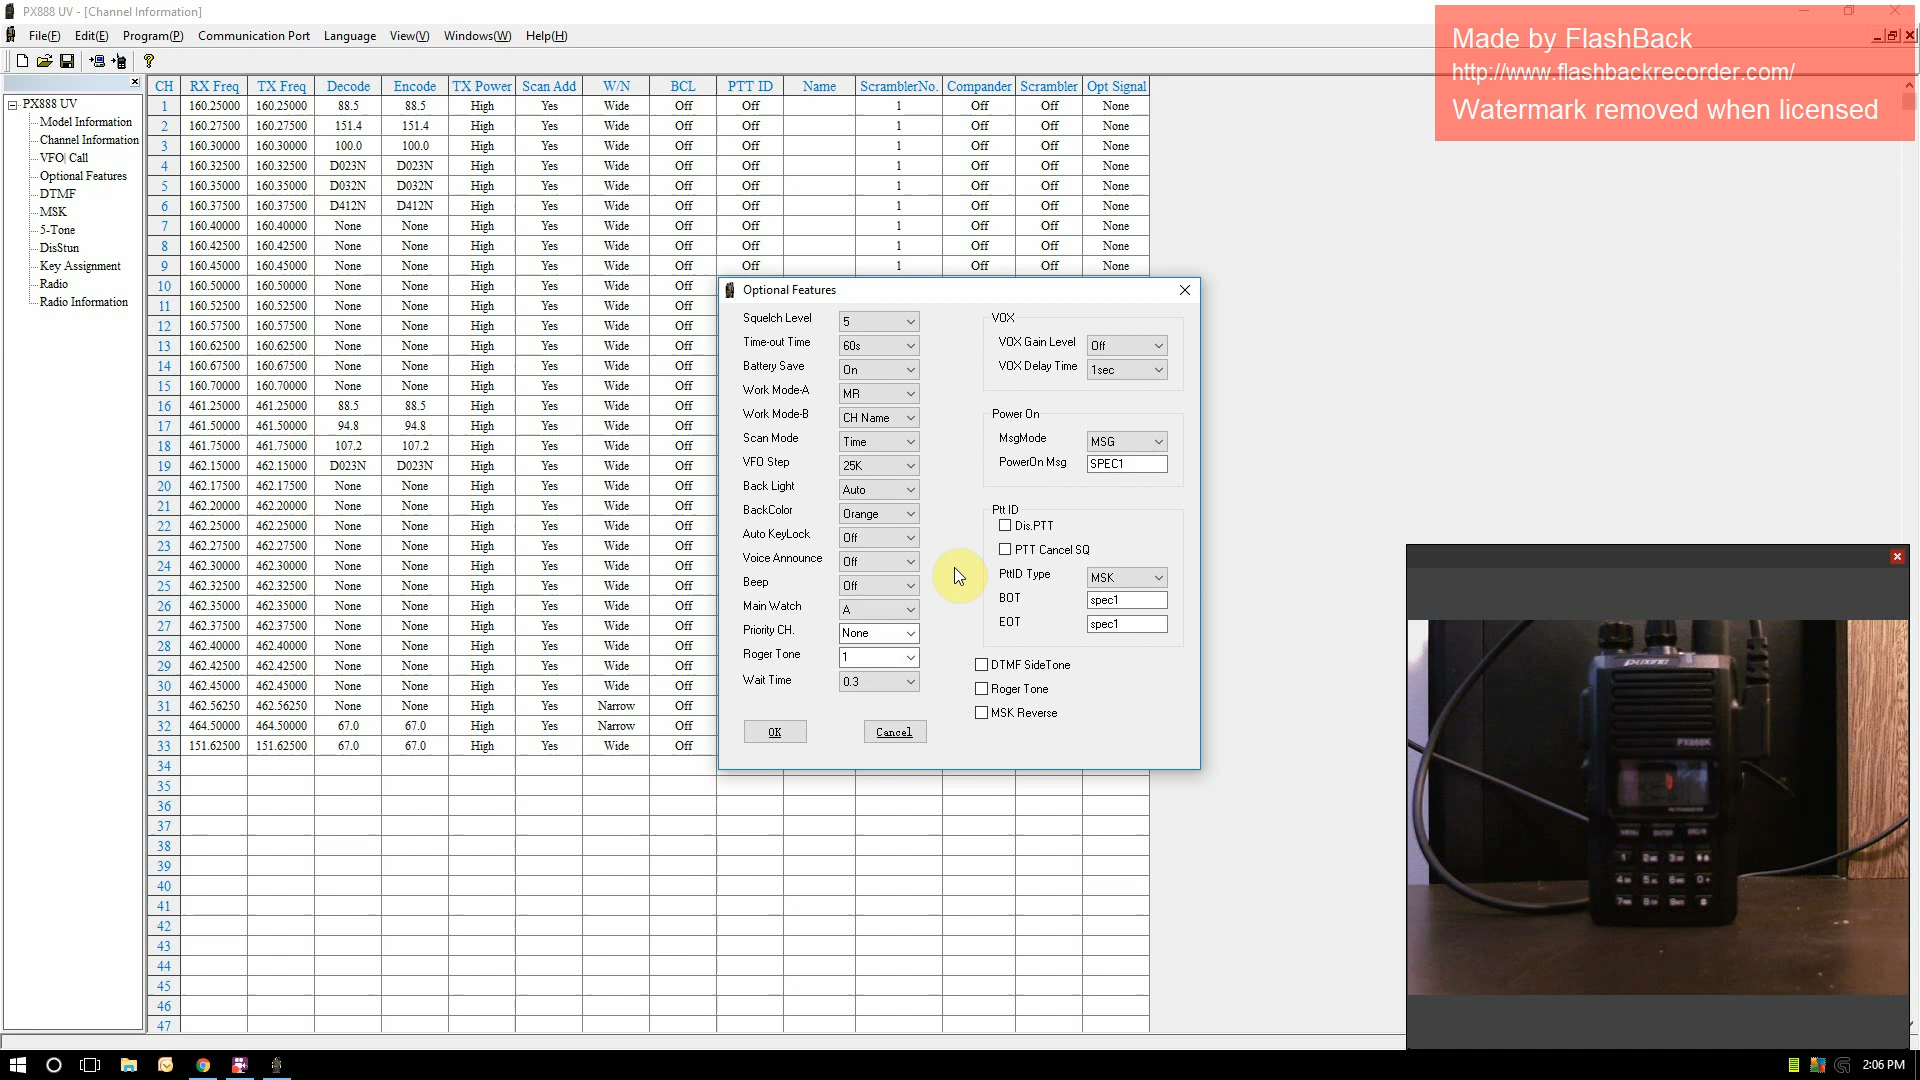 PX888 UV - [Channel Information]
File(F) Edit(E) Program(P) Communication Port Language View(V) Windows(W) Help(H)
Made by FlashBack
http://www.flashbackrecorder.com/
Watermark removed when licensed
PX888 UV
Model Information
Channel Information
VFO| Call
Optional Features
DTMF
MSK
5-Tone
DisStun
Key Assignment
Radio
Radio Information
CH RX Freq TX Freq Decode Encode TX Power Scan Add W/N BCL PTT ID Name ScramblerNo. Compander Scrambler Opt Signal
1 160.25000 160.25000 88.5 88.5 High Yes Wide Off Off 1 Off Off None
2 160.27500 160.27500 151.4 151.4 High Yes Wide Off Off 1 Off Off None
3 160.30000 160.30000 100.0 100.0 High Yes Wide Off Off 1 Off Off None
4 160.32500 160.32500 D023N D023N High Yes Wide Off Off 1 Off Off None
5 160.35000 160.35000 D032N D032N High Yes Wide Off Off 1 Off Off None
6 160.37500 160.37500 D412N D412N High Yes Wide Off Off 1 Off Off None
7 160.40000 160.40000 None None High Yes Wide Off Off 1 Off Off None
8 160.42500 160.42500 None None High Yes Wide Off Off 1 Off Off None
9 160.45000 160.45000 None None High Yes Wide Off Off 1 Off Off None
10 160.50000 160.50000 None None High Yes Wide Off
11 160.52500 160.52500 None None High Yes Wide Off
12 160.57500 160.57500 None None High Yes Wide Off
13 160.62500 160.62500 None None High Yes Wide Off
14 160.67500 160.67500 None None High Yes Wide Off
15 160.70000 160.70000 None None High Yes Wide Off
16 461.25000 461.25000 88.5 88.5 High Yes Wide Off
17 461.50000 461.50000 94.8 94.8 High Yes Wide Off
18 461.75000 461.75000 107.2 107.2 High Yes Wide Off
19 462.15000 462.15000 D023N D023N High Yes Wide Off
20 462.17500 462.17500 None None High Yes Wide Off
21 462.20000 462.20000 None None High Yes Wide Off
22 462.25000 462.25000 None None High Yes Wide Off
23 462.27500 462.27500 None None High Yes Wide Off
24 462.30000 462.30000 None None High Yes Wide Off
25 462.32500 462.32500 None None High Yes Wide Off
26 462.35000 462.35000 None None High Yes Wide Off
27 462.37500 462.37500 None None High Yes Wide Off
28 462.40000 462.40000 None None High Yes Wide Off
29 462.42500 462.42500 None None High Yes Wide Off
30 462.45000 462.45000 None None High Yes Wide Off
31 462.56250 462.56250 None None High Yes Narrow Off
32 464.50000 464.50000 67.0 67.0 High Yes Narrow Off
33 151.62500 151.62500 67.0 67.0 High Yes Wide Off
34
35
36
37
38
39
40
41
42
43
44
45
46
47
Optional Features
Squelch Level 5
Time-out Time 60s
Battery Save On
Work Mode-A MR
Work Mode-B CH Name
Scan Mode Time
VFO Step 25K
Back Light Auto
BackColor Orange
Auto KeyLock Off
Voice Announce Off
Beep Off
Main Watch A
Priority CH. None
Roger Tone 1
Wait Time 0.3
OK Cancel
VOX
VOX Gain Level Off
VOX Delay Time 1sec
Power On
MsgMode MSG
PowerOn Msg SPEC1
Ptt ID
Dis.PTT
PTT Cancel SQ
PttID Type MSK
BOT spec1
EOT spec1
DTMF SideTone
Roger Tone
MSK Reverse
PUXING
PX888K
MENU ENTER
2:06 PM